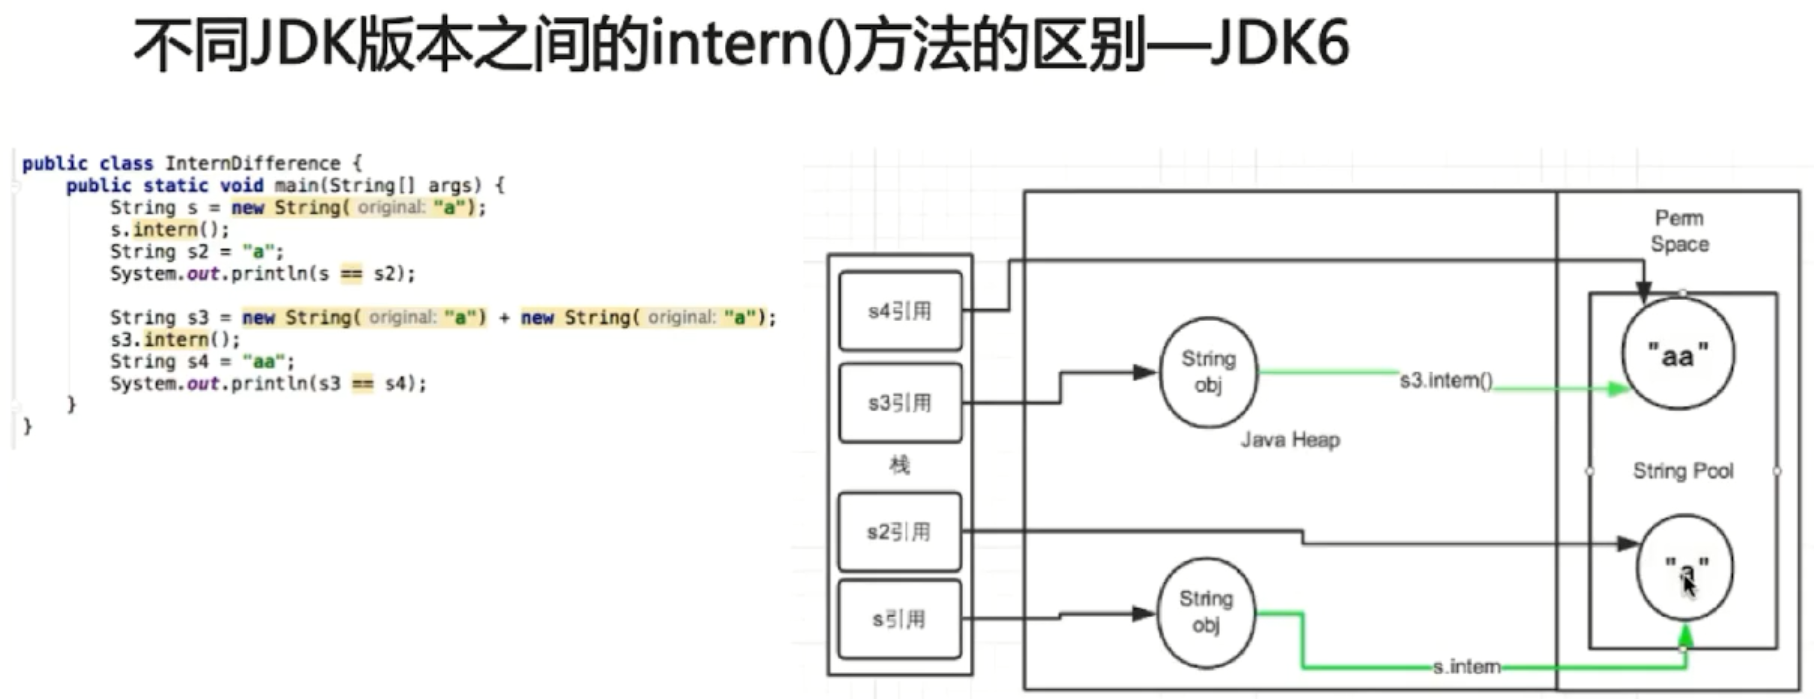 不同JDK版本之间的intern()方法的区别—JDK6
public class InternDifference {
public static void main(String[] args) {
String s = new String( original: "a");
s.intern();
String s2 = "a";
System.out.println(s == s2);
String s3 = new String( original: "a") + new String( original: "a");
s3.intern();
String s4 = "aa";
System.out.println(s3 == s4);
}
}
s4引用
s3引用
栈
s2引用
s引用
String
obj
s3.intern()
Java Heap
String
obj
s.intern
Perm
Space
"aa"
String Pool
"a"